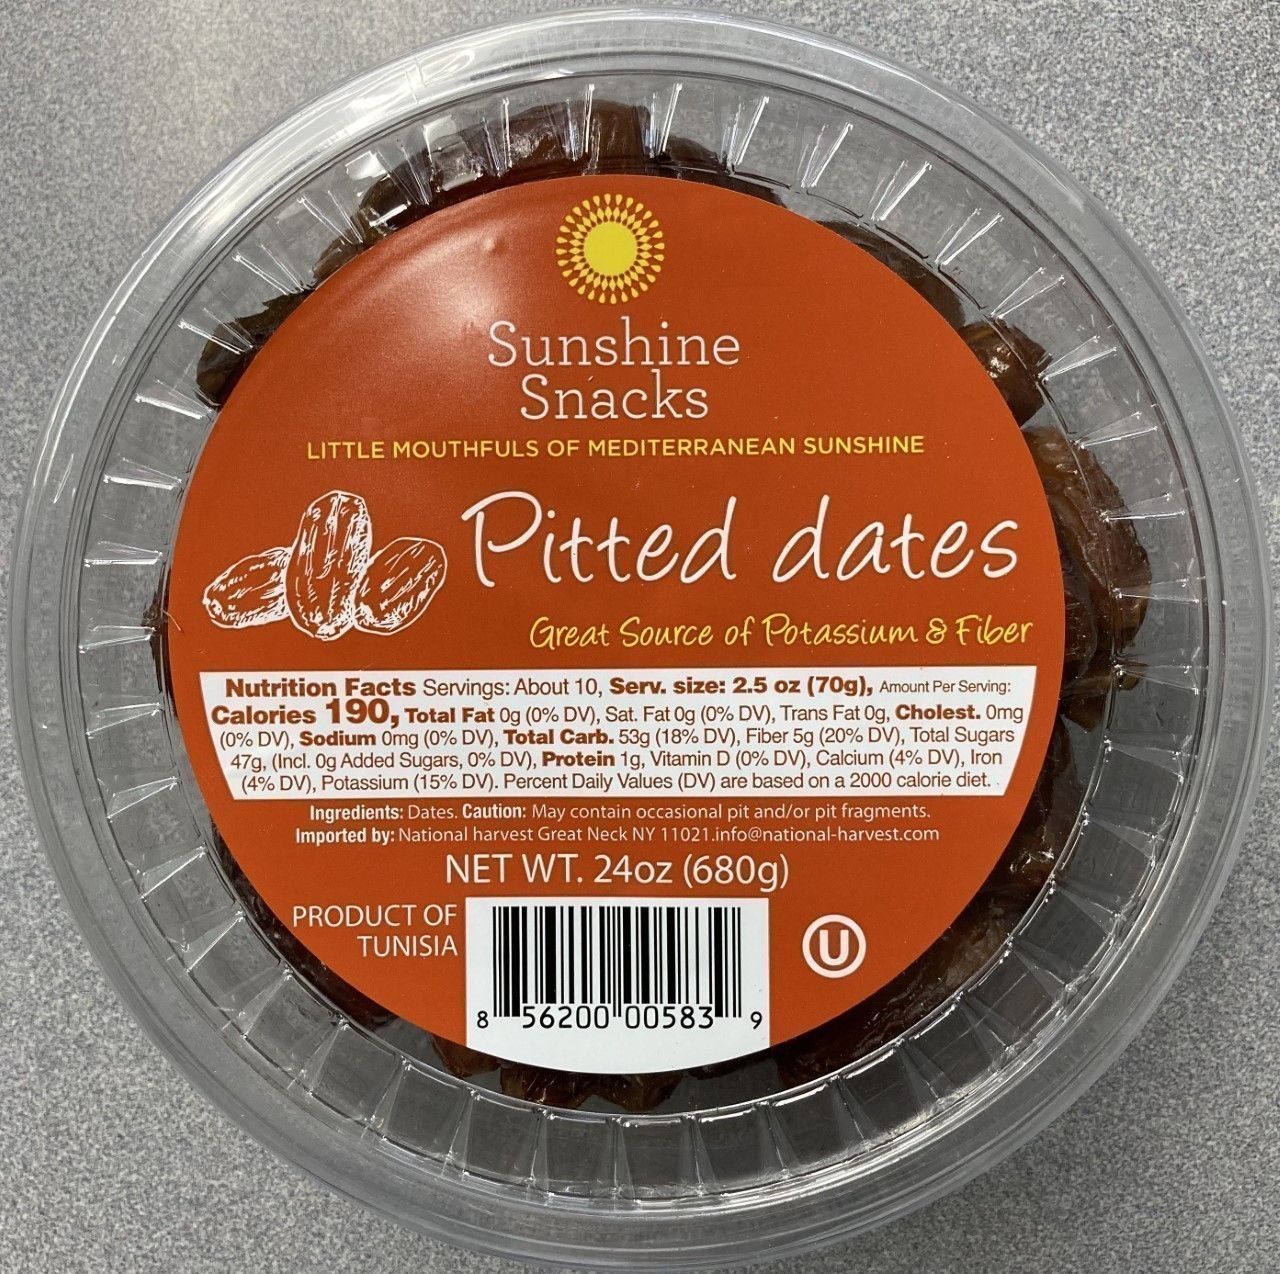 Sunshine
Snacks
LITTLE MOUTHFULS OF MEDITERRANEAN SUNSHINE
Pitted dates
Great Source of Potassium & Fiber
Nutrition Facts Servings: About 10, Serv. size: 2.5 oz (70g), Amount Per Serving:
Calories 190, Total Fat 0g (0% DV), Sat. Fat 0g (0% DV), Trans Fat 0g, Cholest. 0mg
(0% DV), Sodium 0mg (0% DV), Total Carb. 53g (18% DV), Fiber 5g (20% DV), Total Sugars
47g, (Incl. 0g Added Sugars, 0% DV), Protein 1g, Vitamin D (0% DV), Calcium (4% DV), Iron
(4% DV), Potassium (15% DV). Percent Daily Values (DV) are based on a 2000 calorie diet.
Ingredients: Dates. Caution: May contain occasional pit and/or pit fragments.
Imported by: National harvest Great Neck NY 11021.info@national-harvest.com
NET WT. 24oz (680g)
PRODUCT OF
TUNISIA
U
8 56200 00583 9